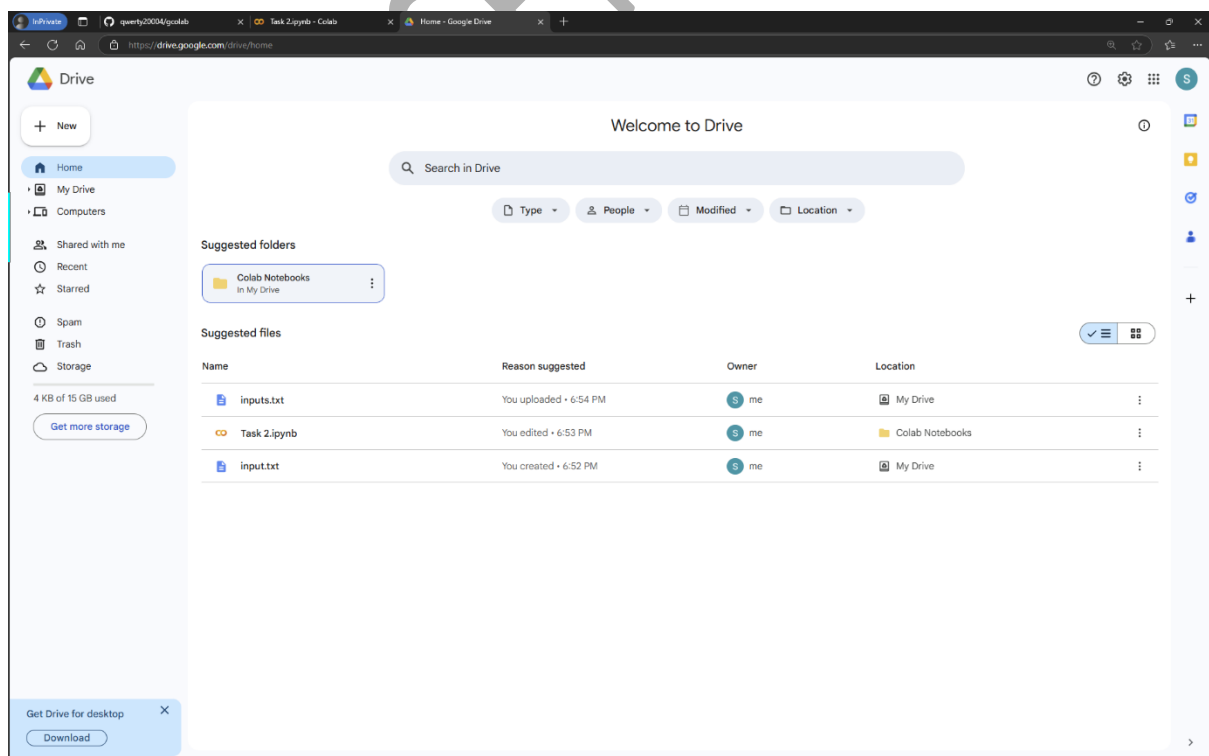 InPrivate qwerty20004/gcolab Task 2.ipynb - Colab Home - Google Drive
https://drive.google.com/drive/home
Drive
S
New
Welcome to Drive
31
Home
Search in Drive
My Drive
Computers
Type People Modified Location
Shared with me
Suggested folders
Recent
Colab Notebooks
In My Drive
Starred
Spam
Suggested files
Trash
Storage
Name Reason suggested Owner Location
4 KB of 15 GB used
inputs.txt You uploaded • 6:54 PM S me My Drive
Get more storage
Task 2.ipynb You edited • 6:53 PM S me Colab Notebooks
input.txt You created • 6:52 PM S me My Drive
Get Drive for desktop
Download